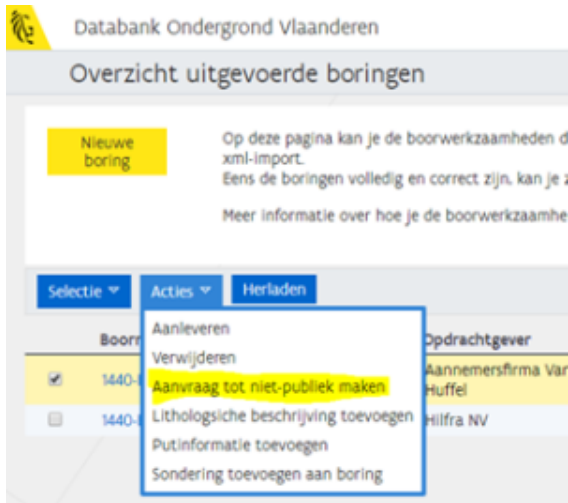 Databank Ondergrond Vlaanderen
Overzicht uitgevoerde boringen
Nieuwe
boring
Op deze pagina kan je de boorwerkzaamheden d
xml-import.
Eens de boringen volledig en correct zijn, kan je z
Meer informatie over hoe je de boorwerkzaamhe
Selectie Acties Herladen
Boorr Opdrachtgever
Aanleveren
Verwijderen
Aanvraag tot niet-publiek maken
Lithologsiche beschrijving toevoegen
Putinformatie toevoegen
Sondering toevoegen aan boring
1440- Aannemersfirma Van
Huffel
1440- Hilfra NV